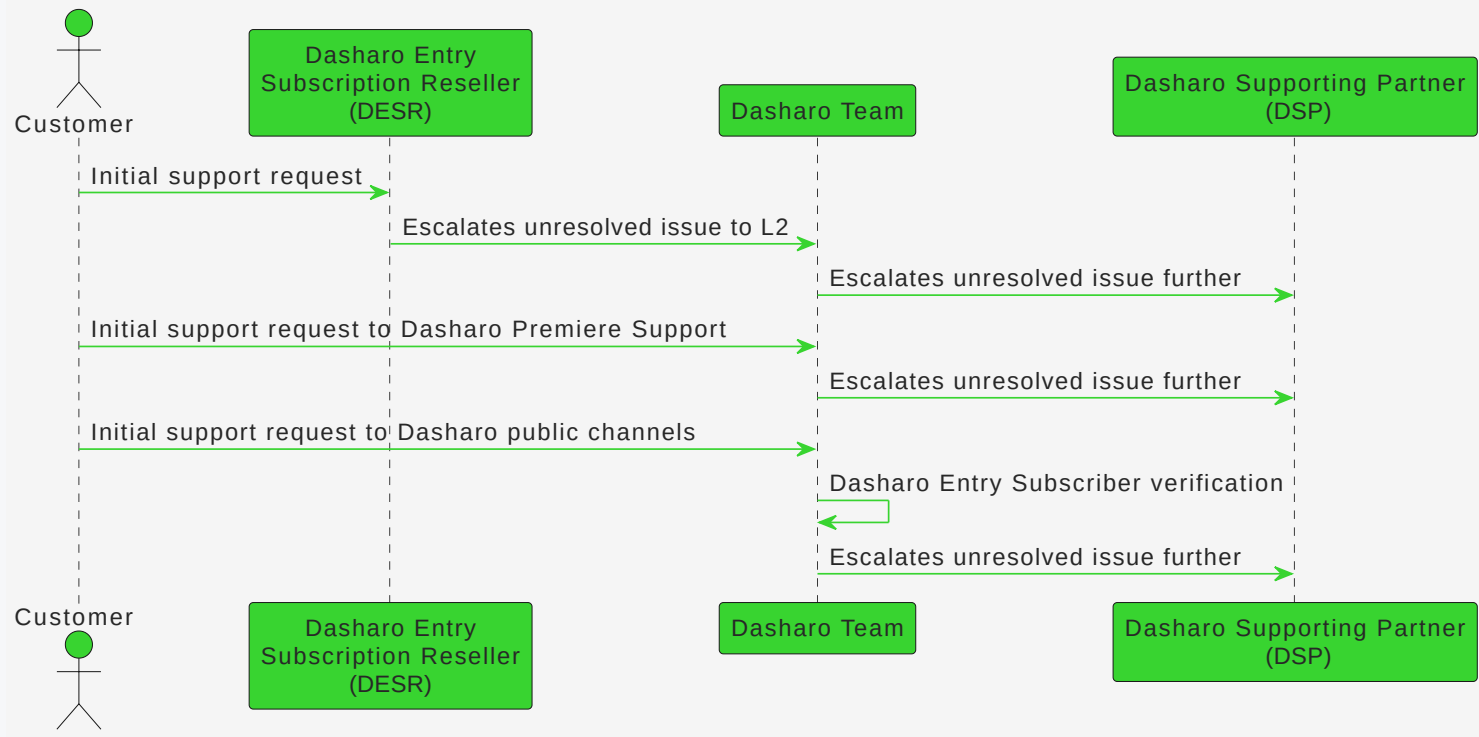 Dasharo Entry
Subscription Reseller
(DESR)
Dasharo Supporting Partner
(DSP)
Dasharo Team
Customer
Initial support request
Escalates unresolved issue to L2
Escalates unresolved issue further
Initial support request to Dasharo Premiere Support
Escalates unresolved issue further
Initial support request to Dasharo public channels
Dasharo Entry Subscriber verification
Escalates unresolved issue further
Customer
Dasharo Entry
Subscription Reseller
(DESR)
Dasharo Team
Dasharo Supporting Partner
(DSP)